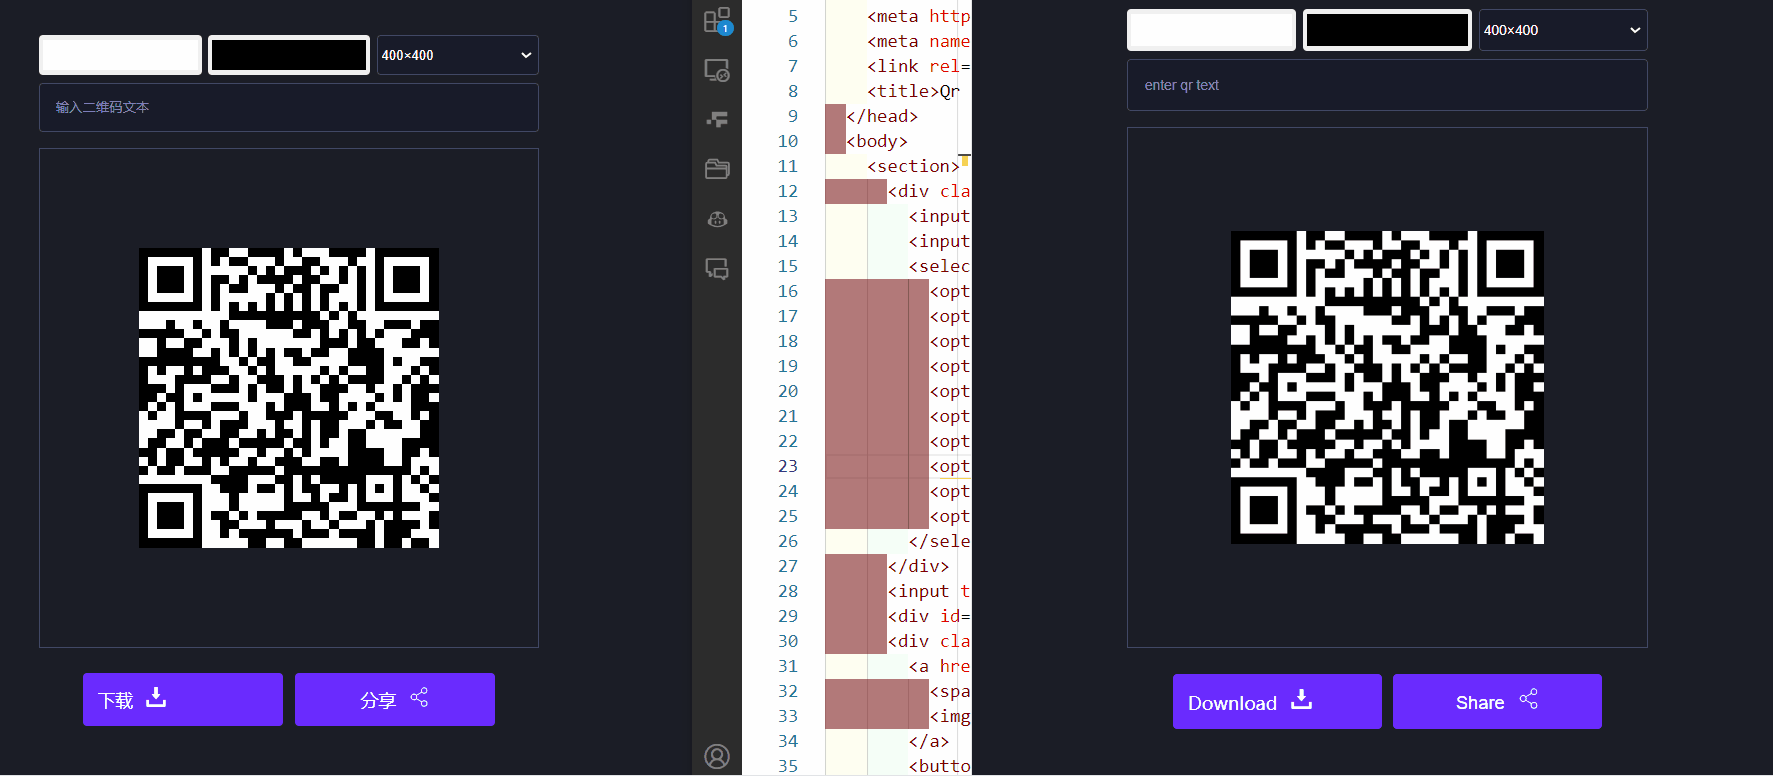 400×400
输入二维码文本
下载
分享
1
5 <meta http
6 <meta name
7 <link rel=
8 <title>Qr
9 </head>
10 <body>
11 <section>
12 <div cla
13 <input
14 <input
15 <selec
16 <opt
17 <opt
18 <opt
19 <opt
20 <opt
21 <opt
22 <opt
23 <opt
24 <opt
25 <opt
26 </sele
27 </div>
28 <input t
29 <div id=
30 <div cla
31 <a hre
32 <spa
33 <img
34 </a>
35 <butto
400×400
enter qr text
Download
Share